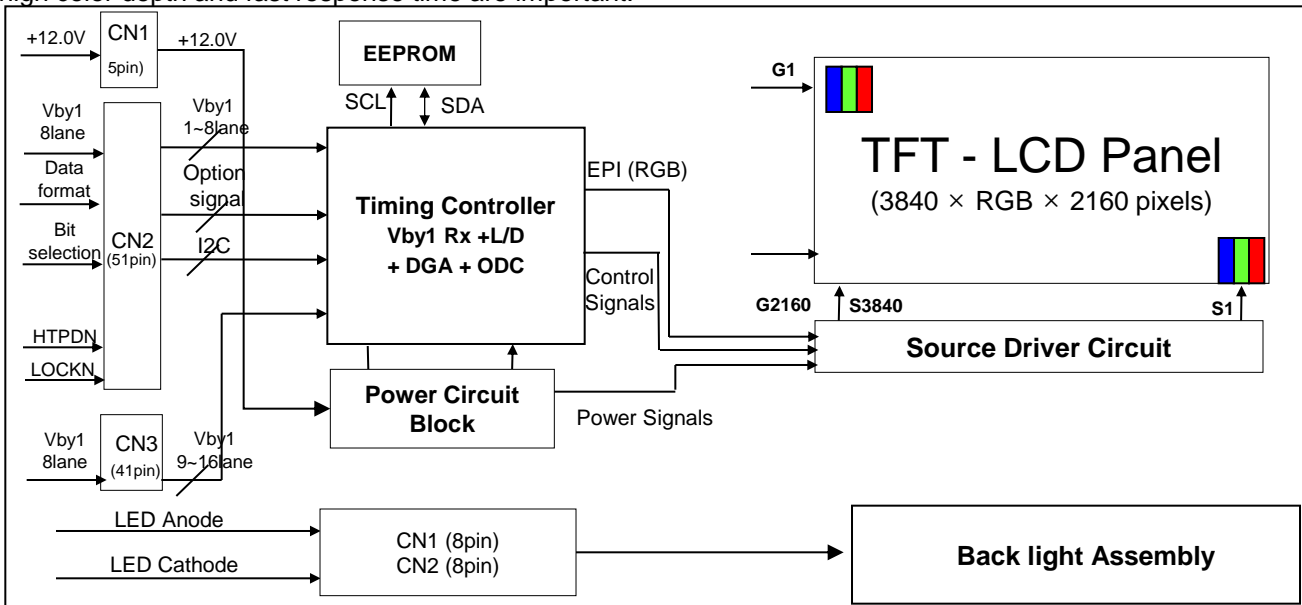 high color depth and fast response time are important.
+12.0V
CN1
5pin)
+12.0V
EEPROM
SCL
SDA
G1
TFT - LCD Panel
(3840 × RGB × 2160 pixels)
Vby1
8lane
Vby1
1~8lane
Data
format
Option
signal
Bit
selection
CN2
(51pin)
I2C
Timing Controller
Vby1 Rx +L/D
+ DGA + ODC
EPI (RGB)
Control
Signals
G2160
S3840
S1
HTPDN
LOCKN
Source Driver Circuit
Power Circuit
Block
Power Signals
Vby1
8lane
CN3
(41pin)
Vby1
9~16lane
LED Anode
LED Cathode
CN1 (8pin)
CN2 (8pin)
Back light Assembly